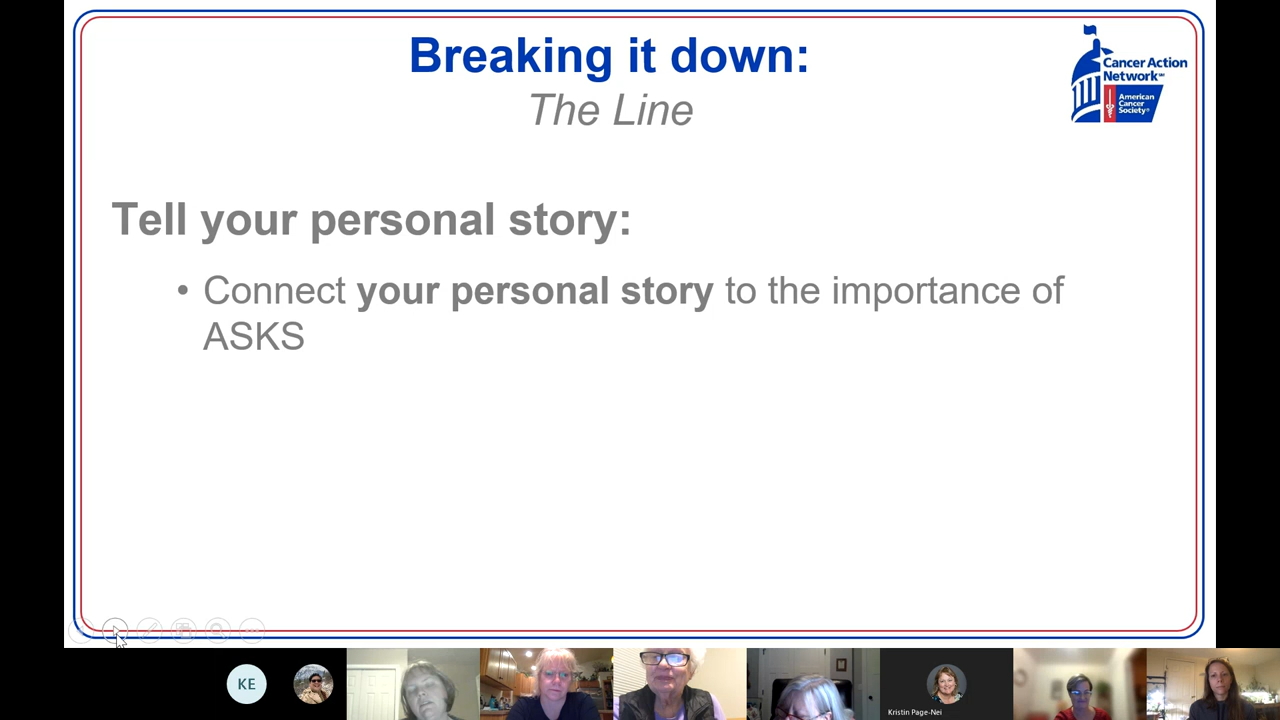 Breaking it down:
The Line
Cancer Action
Network℠
American
Cancer
Society®
Tell your personal story:
• Connect your personal story to the importance of
ASKS
KE
Kristin Page-Nei